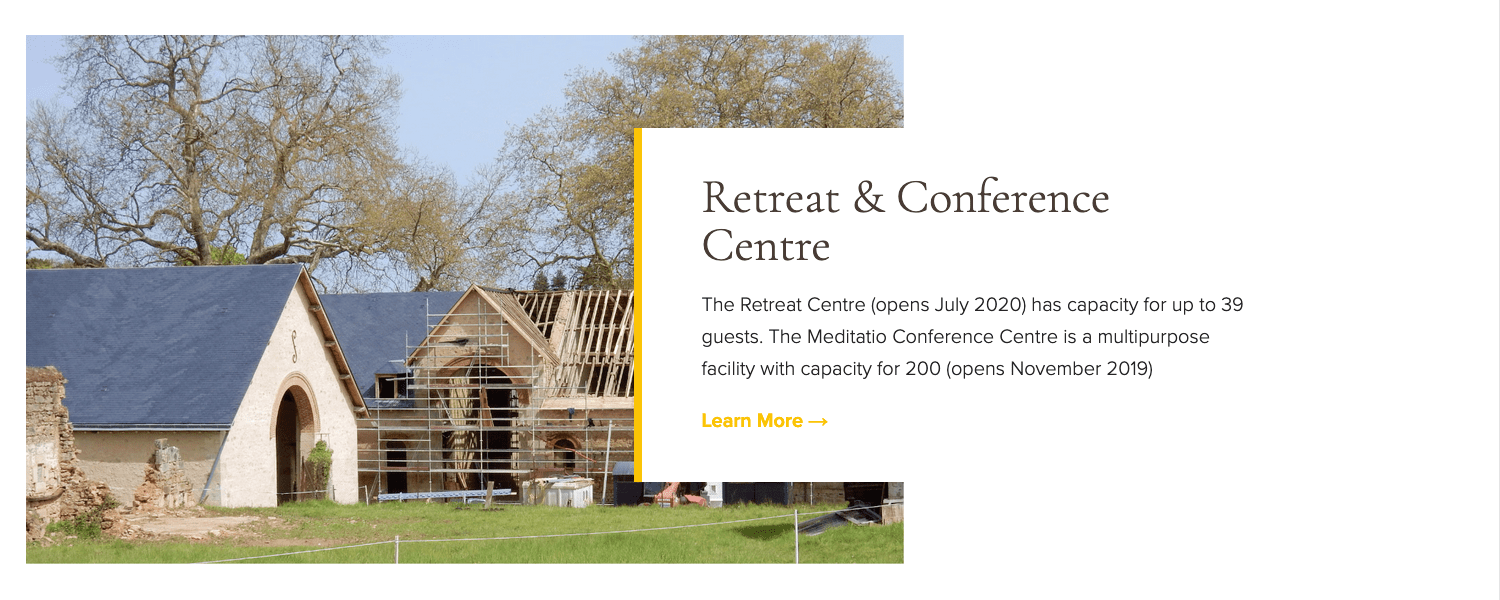 Retreat & Conference
Centre
The Retreat Centre (opens July 2020) has capacity for up to 39
guests. The Meditatio Conference Centre is a multipurpose
facility with capacity for 200 (opens November 2019)
Learn More →